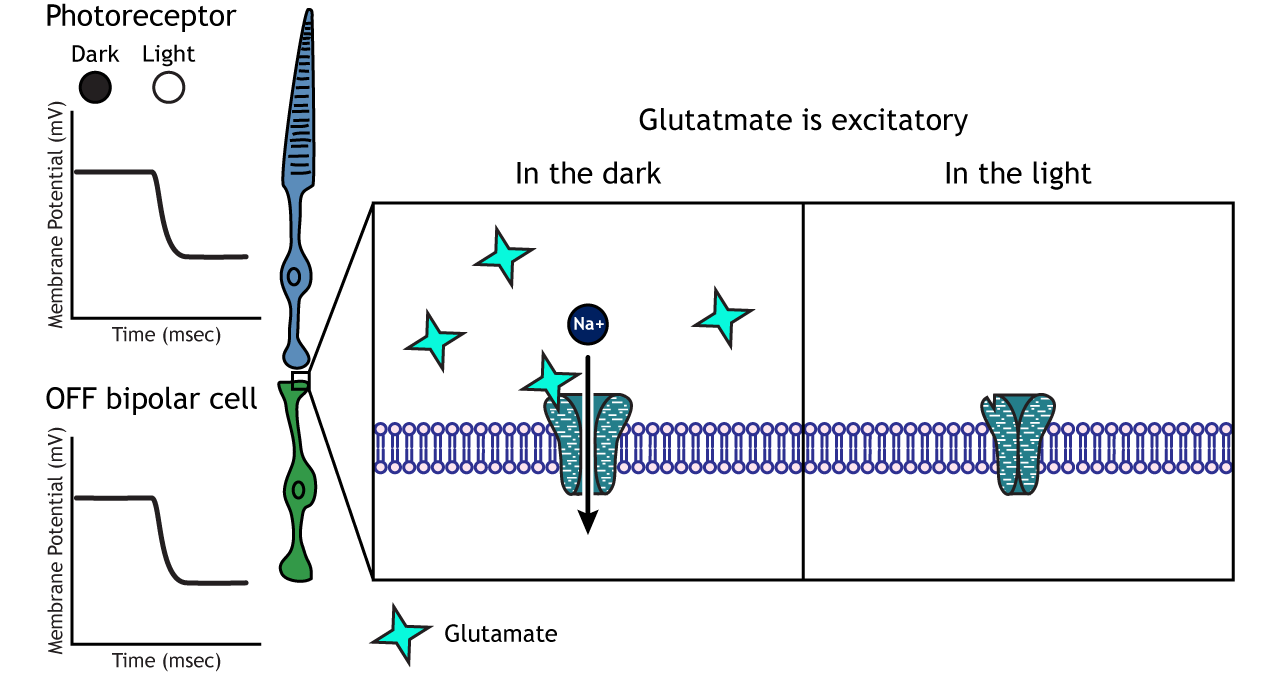 Photoreceptor
Dark Light
Membrane Potential (mV)
Time (msec)
OFF bipolar cell
Membrane Potential (mV)
Time (msec)
Glutatmate is excitatory
In the dark
In the light
Na+
Glutamate